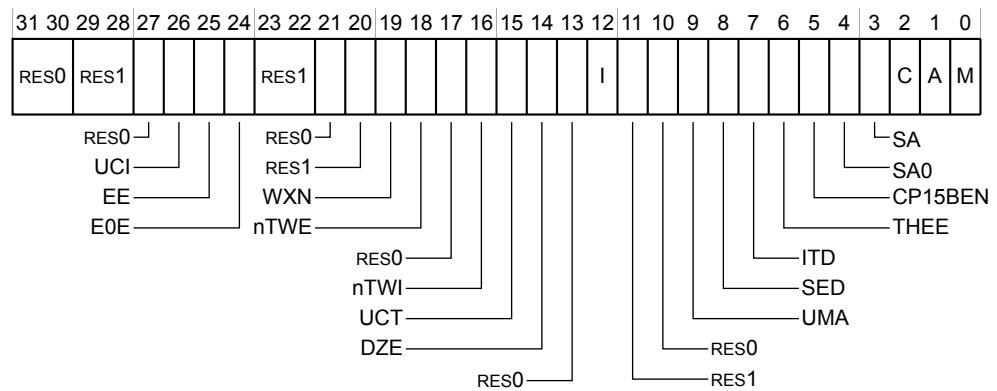 31 30 29 28 27 26 25 24 23 22 21 20 19 18 17 16 15 14 13 12 11 10 9 8 7 6 5 4 3 2 1 0
RES0 RES1 RES1 I C A M
RES0 RES0 SA
UCI RES1 SA0
EE WXN CP15BEN
E0E nTWE THEE
RES0 ITD
nTWI SED
UCT UMA
DZE RES0
RES0 RES1